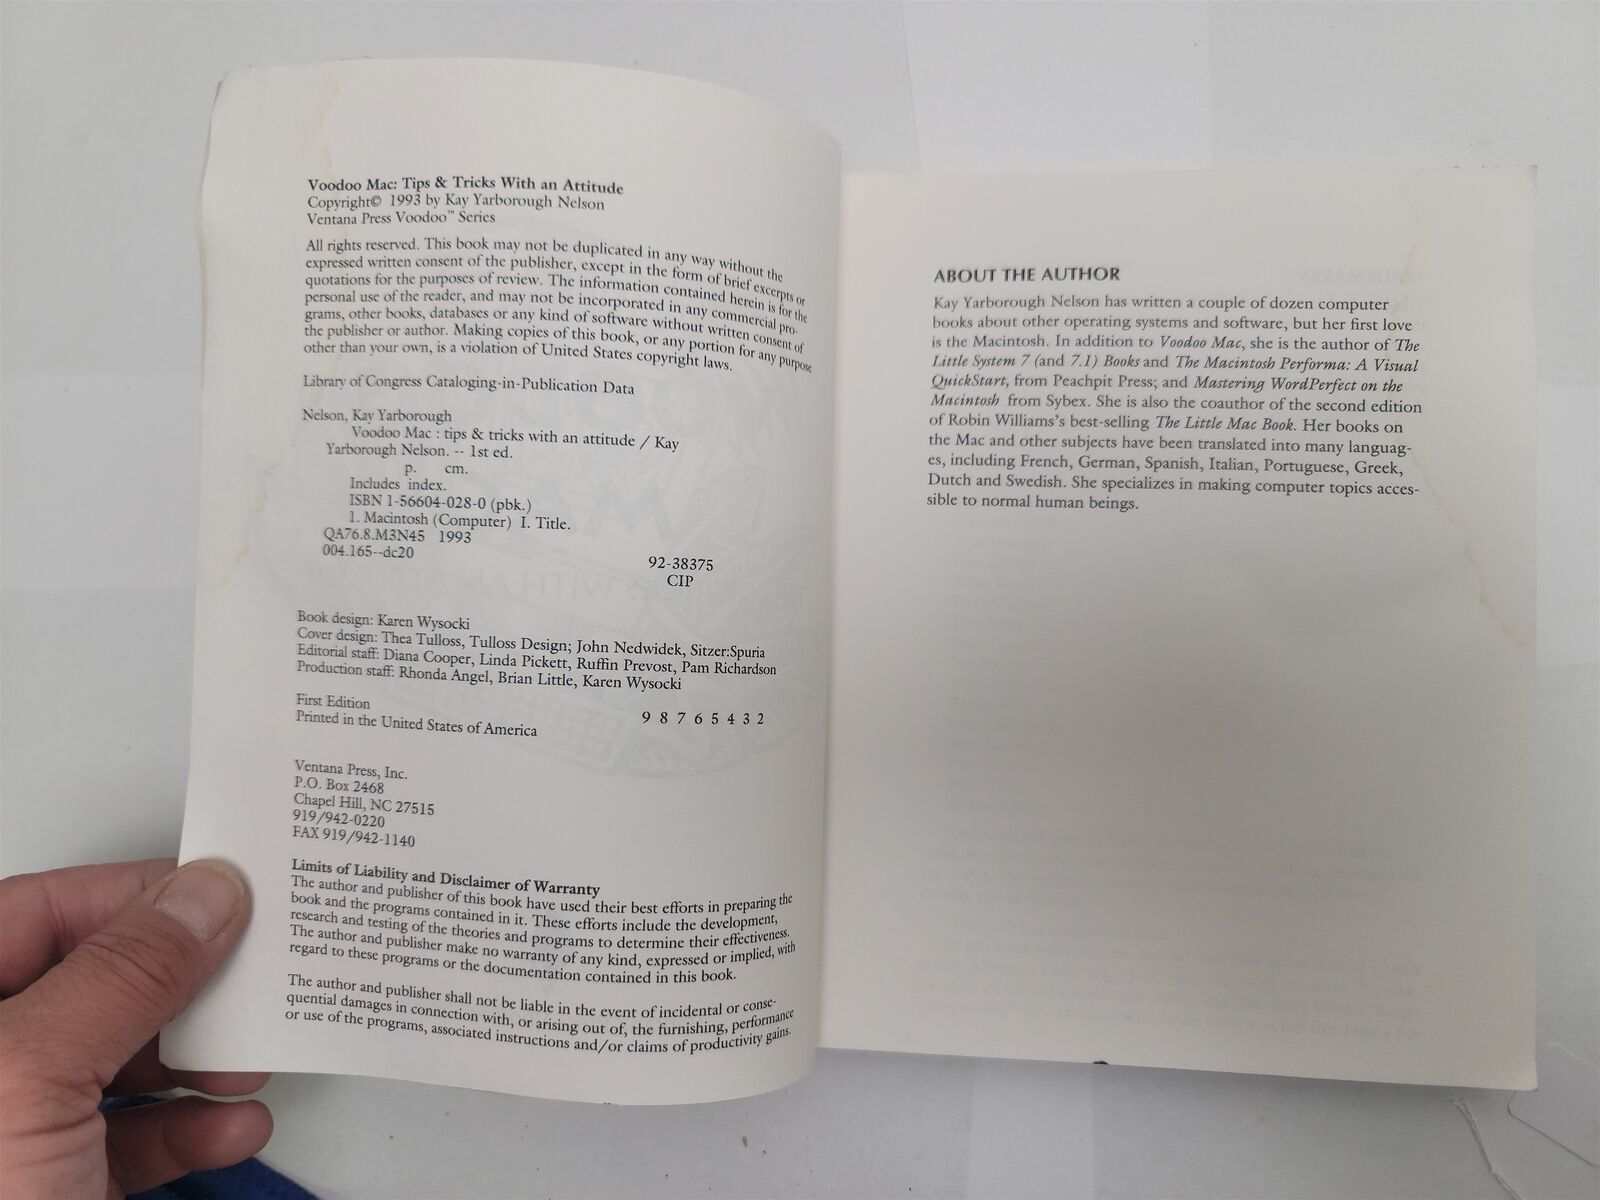 Voodoo Mac: Tips & Tricks With an Attitude
Copyright© 1993 by Kay Yarborough Nelson
Ventana Press Voodoo™ Series
All rights reserved. This book may not be duplicated in any way without the
expressed written consent of the publisher, except in the form of brief excerpts or
quotations for the purposes of review. The information contained herein is for the
personal use of the reader, and may not be incorporated in any commercial pro-
grams, other books, databases or any kind of software without written consent of
the publisher or author. Making copies of this book, or any portion for any purpose
other than your own, is a violation of United States copyright laws.
Library of Congress Cataloging-in-Publication Data
Nelson, Kay Yarborough
Voodoo Mac : tips & tricks with an attitude / Kay
Yarborough Nelson. -- 1st ed.
p. cm.
Includes index.
ISBN 1-56604-028-0 (pbk.)
1. Macintosh (Computer) I. Title.
QA76.8.M3N45 1993
004.165--dc20
92-38375
CIP
Book design: Karen Wysocki
Cover design: Thea Tulloss, Tulloss Design; John Nedwidek, Sitzer:Spuria
Editorial staff: Diana Cooper, Linda Pickett, Ruffin Prevost, Pam Richardson
Production staff: Rhonda Angel, Brian Little, Karen Wysocki
First Edition
9 8 7 6 5 4 3 2
Printed in the United States of America
Ventana Press, Inc.
P.O. Box 2468
Chapel Hill, NC 27515
919/942-0220
FAX 919/942-1140
Limits of Liability and Disclaimer of Warranty
The author and publisher of this book have used their best efforts in preparing the
book and the programs contained in it. These efforts include the development,
research and testing of the theories and programs to determine their effectiveness.
The author and publisher make no warranty of any kind, expressed or implied, with
regard to these programs or the documentation contained in this book.
The author and publisher shall not be liable in the event of incidental or conse-
quential damages in connection with, or arising out of, the furnishing, performance
or use of the programs, associated instructions and/or claims of productivity gains.
ABOUT THE AUTHOR
Kay Yarborough Nelson has written a couple of dozen computer
books about other operating systems and software, but her first love
is the Macintosh. In addition to Voodoo Mac, she is the author of The
Little System 7 (and 7.1) Books and The Macintosh Performa: A Visual
QuickStart, from Peachpit Press; and Mastering WordPerfect on the
Macintosh from Sybex. She is also the coauthor of the second edition
of Robin Williams's best-selling The Little Mac Book. Her books on
the Mac and other subjects have been translated into many languag-
es, including French, German, Spanish, Italian, Portuguese, Greek,
Dutch and Swedish. She specializes in making computer topics acces-
sible to normal human beings.